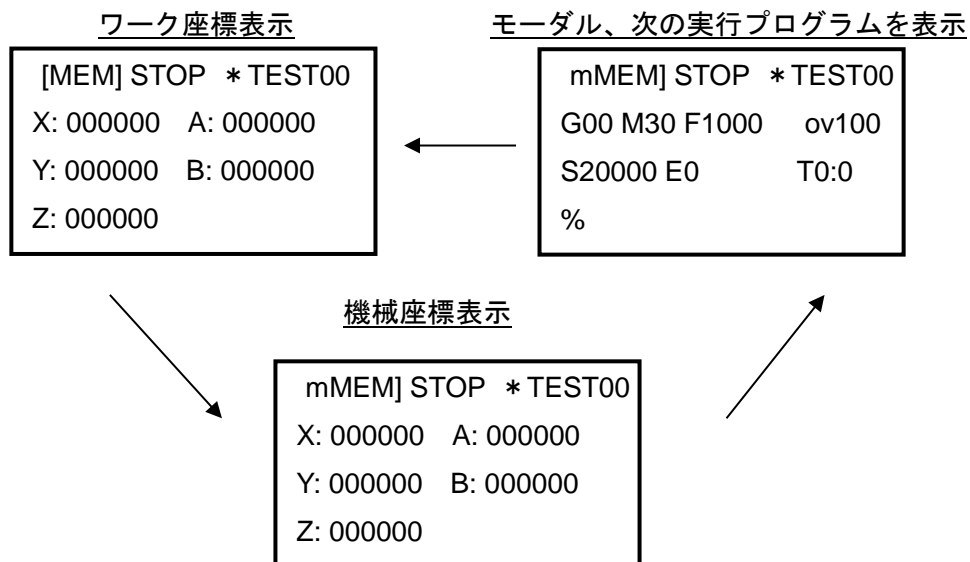 ワーク座標表示
[MEM] STOP ＊TEST00
X: 000000 A: 000000
Y: 000000 B: 000000
Z: 000000
モーダル、次の実行プログラムを表示
mMEM] STOP ＊TEST00
G00 M30 F1000 ov100
S20000 E0 T0:0
%
機械座標表示
mMEM] STOP ＊TEST00
X: 000000 A: 000000
Y: 000000 B: 000000
Z: 000000